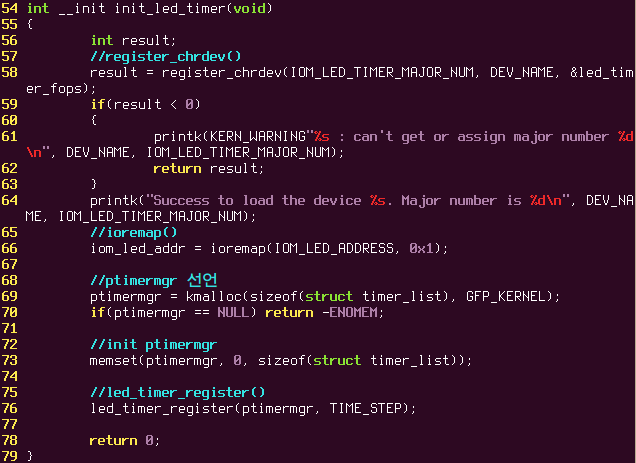 54 int __init init_led_timer(void)
55 {
56         int result;
57         //register_chrdev()
58         result = register_chrdev(IOM_LED_TIMER_MAJOR_NUM, DEV_NAME, &led_tim
er_fops);
59         if(result < 0)
60         {
61                 printk(KERN_WARNING"%s : can't get or assign major number %d
\n", DEV_NAME, IOM_LED_TIMER_MAJOR_NUM);
62                 return result;
63         }
64         printk("Success to load the device %s. Major number is %d\n", DEV_NA
ME, IOM_LED_TIMER_MAJOR_NUM);
65         //ioremap()
66         iom_led_addr = ioremap(IOM_LED_ADDRESS, 0x1);
67
68         //ptimermgr 선언
69         ptimermgr = kmalloc(sizeof(struct timer_list), GFP_KERNEL);
70         if(ptimermgr == NULL) return -ENOMEM;
71
72         //init ptimermgr
73         memset(ptimermgr, 0, sizeof(struct timer_list));
74
75         //led_timer_register()
76         led_timer_register(ptimermgr, TIME_STEP);
77
78         return 0;
79 }